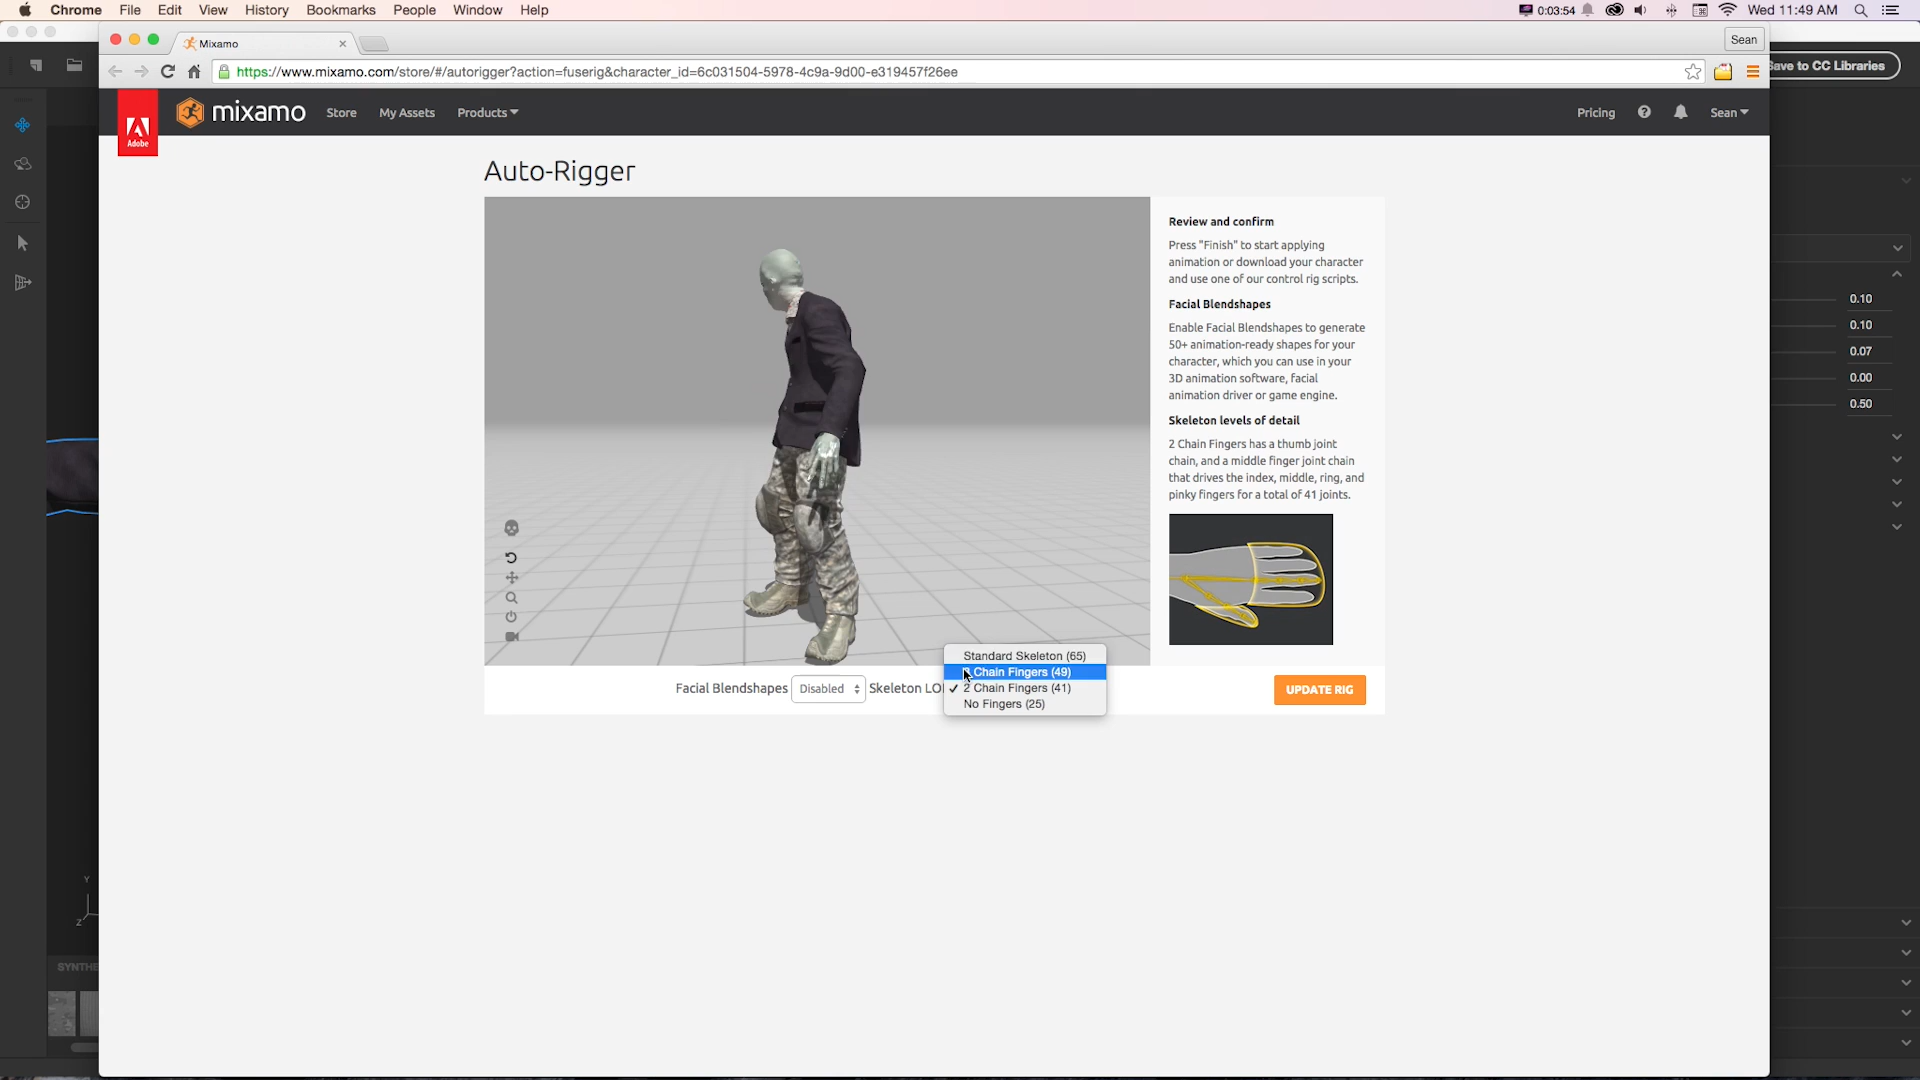 Chrome File Edit View History Bookmarks People Window Help
0:03:54 Wed 11:49 AM
Mixamo
Sean
https://www.mixamo.com/store/#/autorigger?action=fuserig&character_id=6c031504-5978-4c9a-9d00-e319457f26ee
Save to CC Libraries
Adobe
mixamo Store My Assets Products
Pricing ? Sean
Auto-Rigger
Review and confirm
Press "Finish" to start applying
animation or download your character
and use one of our control rig scripts.
Facial Blendshapes
Enable Facial Blendshapes to generate
50+ animation-ready shapes for your
character, which you can use in your
3D animation software, facial
animation driver or game engine.
Skeleton levels of detail
2 Chain Fingers has a thumb joint
chain, and a middle finger joint chain
that drives the index, middle, ring, and
pinky fingers for a total of 41 joints.
0.10
0.10
0.07
0.00
0.50
Standard Skeleton (65)
Chain Fingers (49)
2 Chain Fingers (41)
No Fingers (25)
Facial Blendshapes Disabled Skeleton LO
UPDATE RIG
Y
Z
SYNTHE